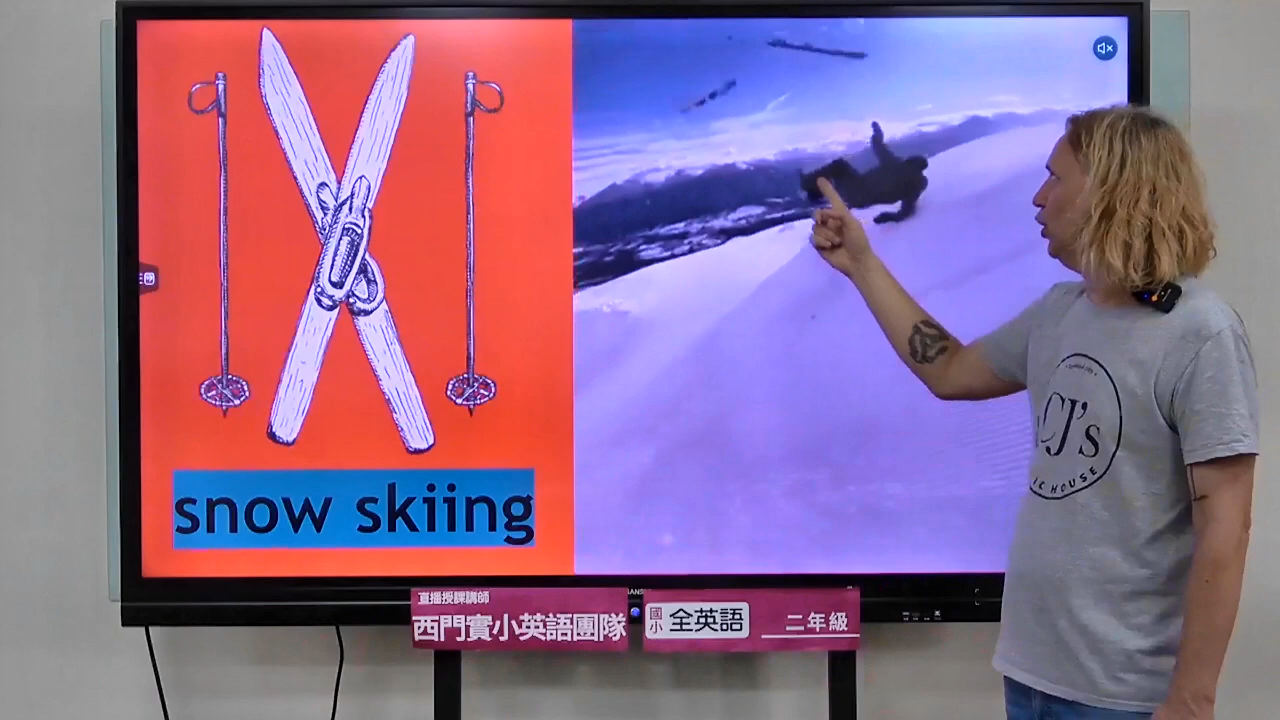 snow skiing
直播授課講師
西門實小英語團隊
國小 全英語
二年級
CJ's
HOUSE